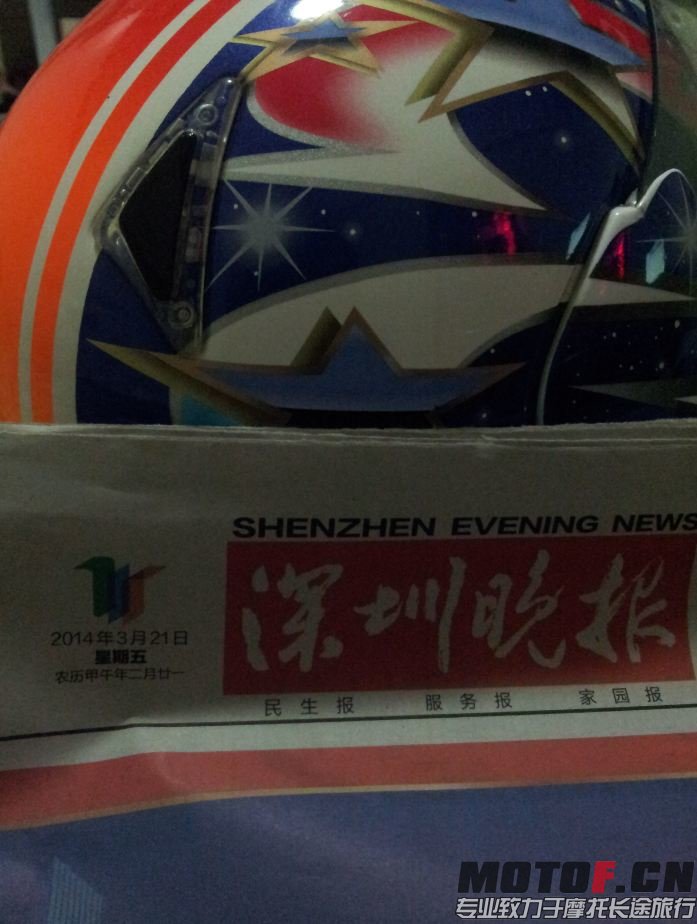 SHENZHEN EVENING NEWS
深圳晚报
2014年3月21日
星期五
农历甲午年二月廿一
民生报 服务报 家园报
MOTOF.CN
专业致力于摩托长途旅行